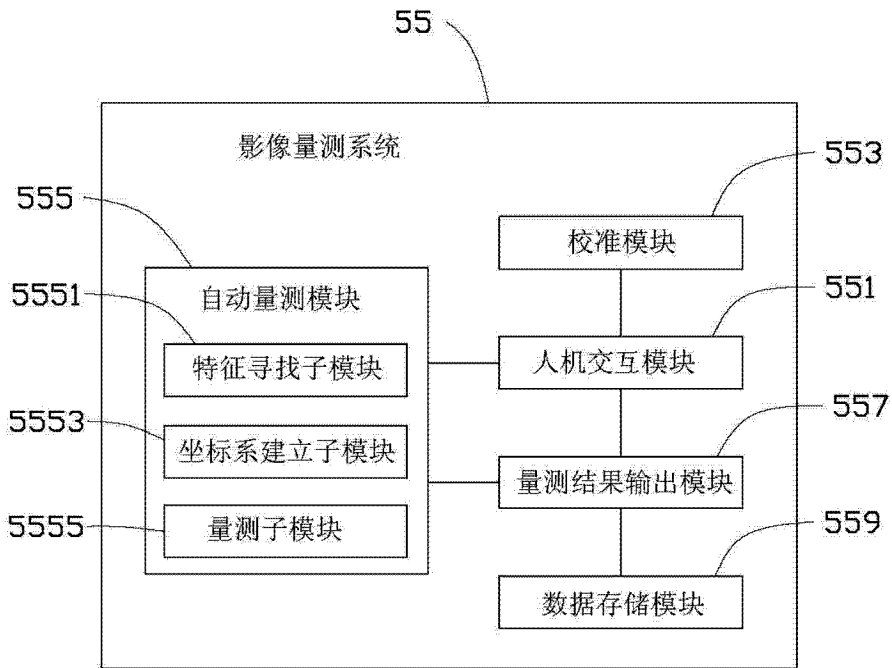 55
影像量测系统
553
555
校准模块
5551
自动量测模块
551
特征寻找子模块
人机交互模块
5553
557
坐标系建立子模块
量测结果输出模块
5555
量测子模块
559
数据存储模块